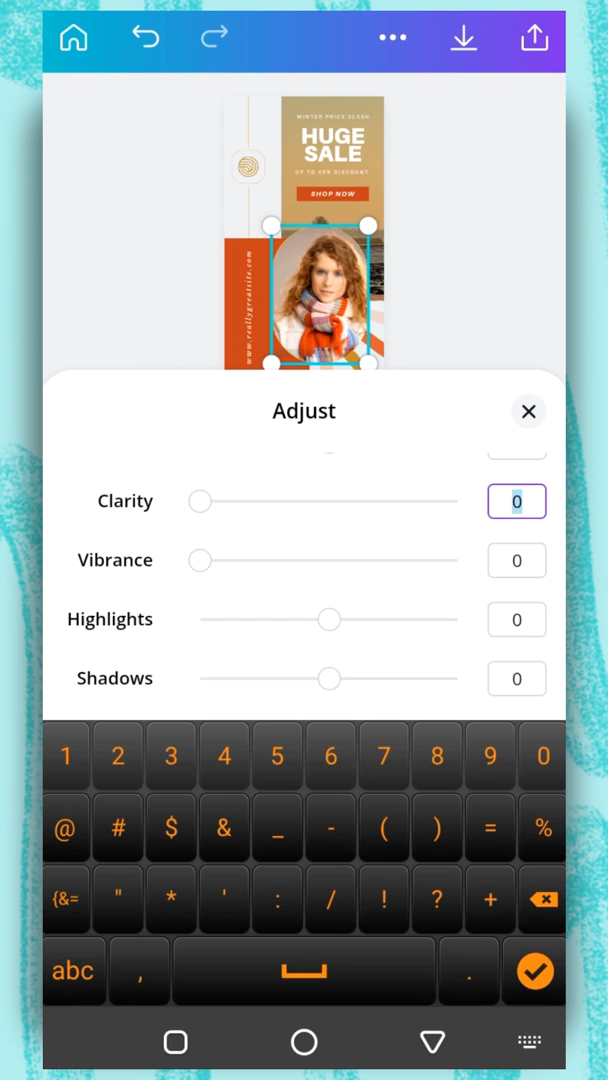 WINTER PRICE SLASH
HUGE
SALE
UP TO 49% DISCOUNT
SHOP NOW
www.reallygreatsite.com
Adjust
Clarity 0
Vibrance 0
Highlights 0
Shadows 0
1 2 3 4 5 6 7 8 9 0
@ # $ & _ - ( ) = %
{&= " * ' : / ! ? +
abc , .